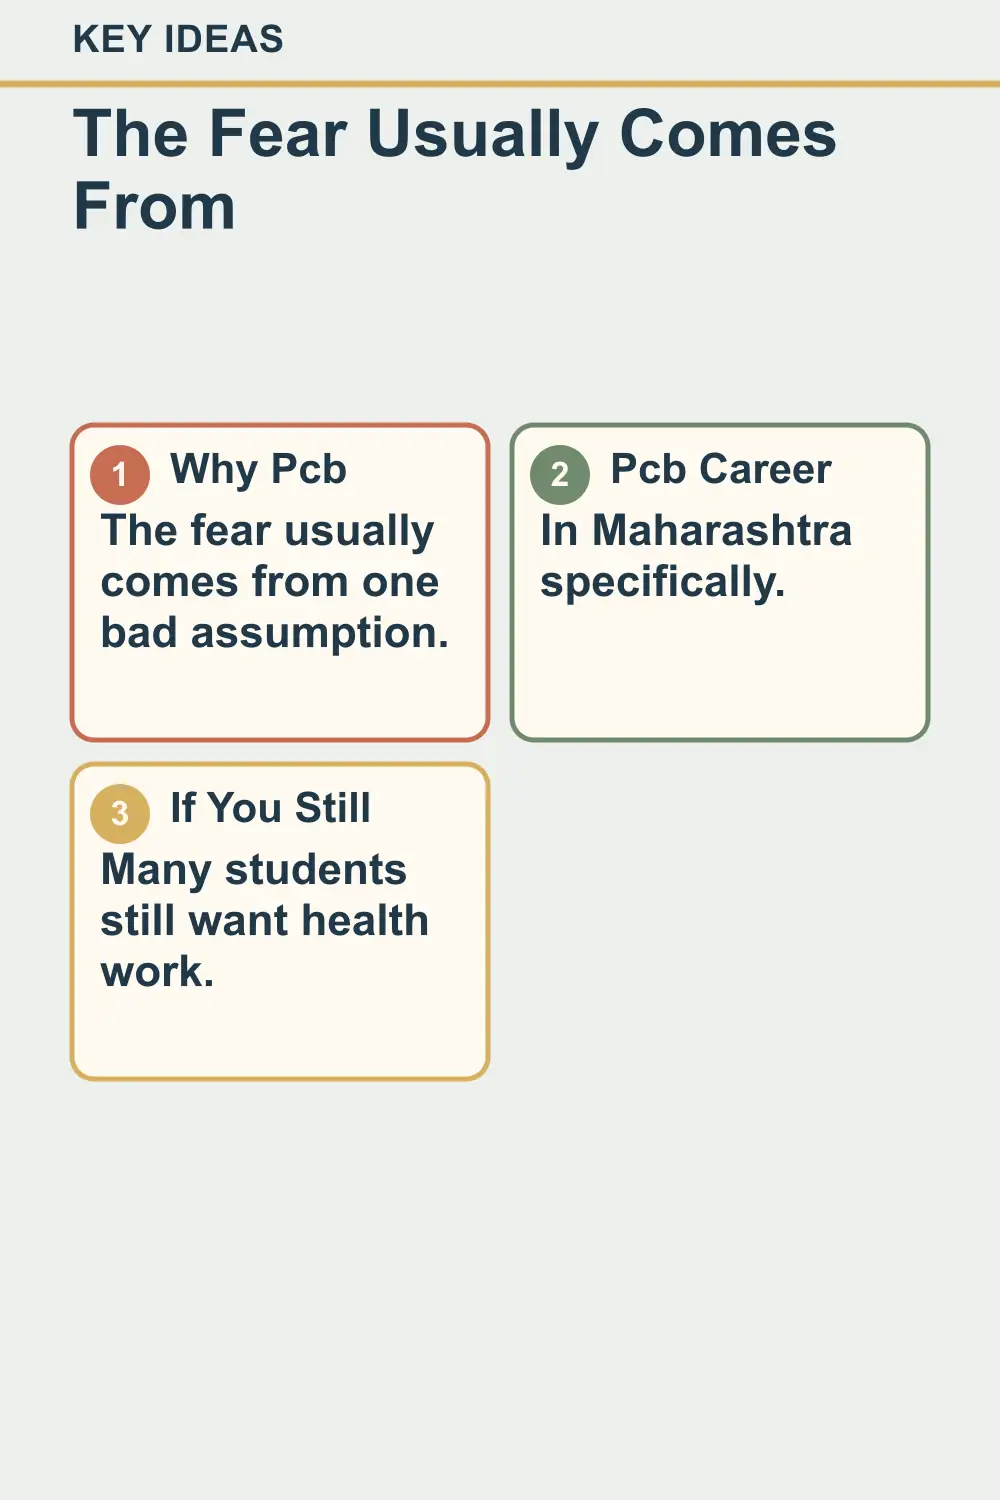 KEY IDEAS
The Fear Usually Comes
From
1 Why Pcb
The fear usually
comes from one
bad assumption.
2 Pcb Career
In Maharashtra
specifically.
3 If You Still
Many students
still want health
work.